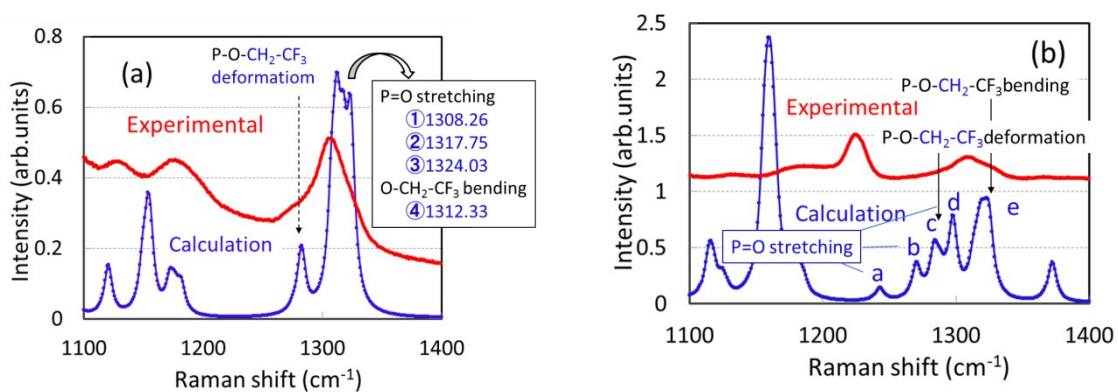 (a)
0.8
0.6
0.4
0.2
0
1100
1200
1300
1400
Intensity (arb.units)
Raman shift (cm⁻¹)
P-O-CH₂-CF₃
deformatiom
Experimental
Calculation
P=O stretching
①1308.26
②1317.75
③1324.03
O-CH₂-CF₃ bending
④1312.33
(b)
2.5
2
1.5
1
0.5
0
1100
1200
1300
1400
Intensity (arb.units)
Raman shift (cm⁻¹)
P-O-CH₂-CF₃bending
Experimental
P-O-CH₂-CF₃deformation
Calculation
P=O stretching
a
b
c
d
e